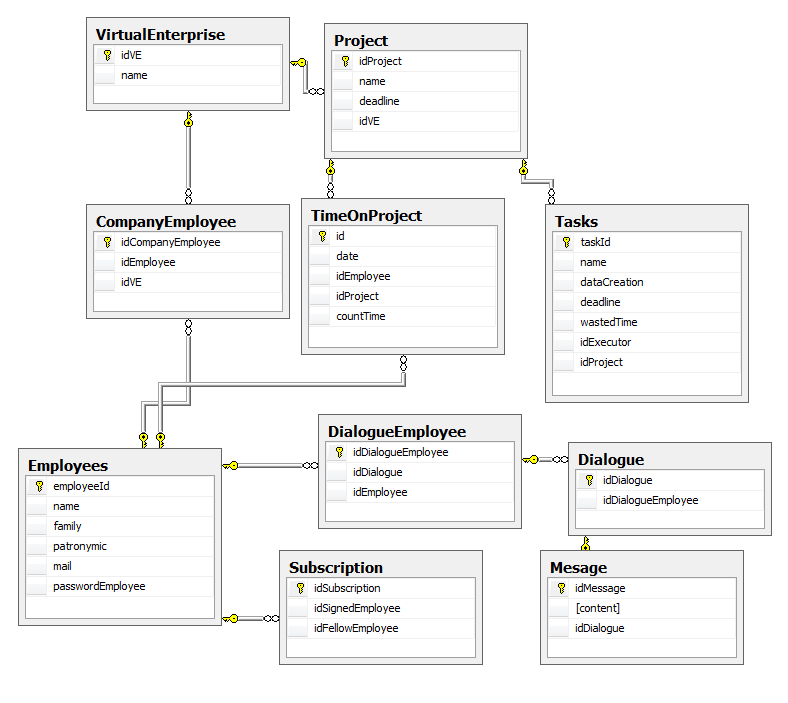 VirtualEnterprise
idVE
name
Project
idProject
name
deadline
idVE
CompanyEmployee
idCompanyEmployee
idEmployee
idVE
TimeOnProject
id
date
idEmployee
idProject
countTime
Tasks
taskId
name
dataCreation
deadline
wastedTime
idExecutor
idProject
Employees
employeeId
name
family
patronymic
mail
passwordEmployee
DialogueEmployee
idDialogueEmployee
idDialogue
idEmployee
Dialogue
idDialogue
idDialogueEmployee
Subscription
idSubscription
idSignedEmployee
idFellowEmployee
Mesage
idMessage
[content]
idDialogue